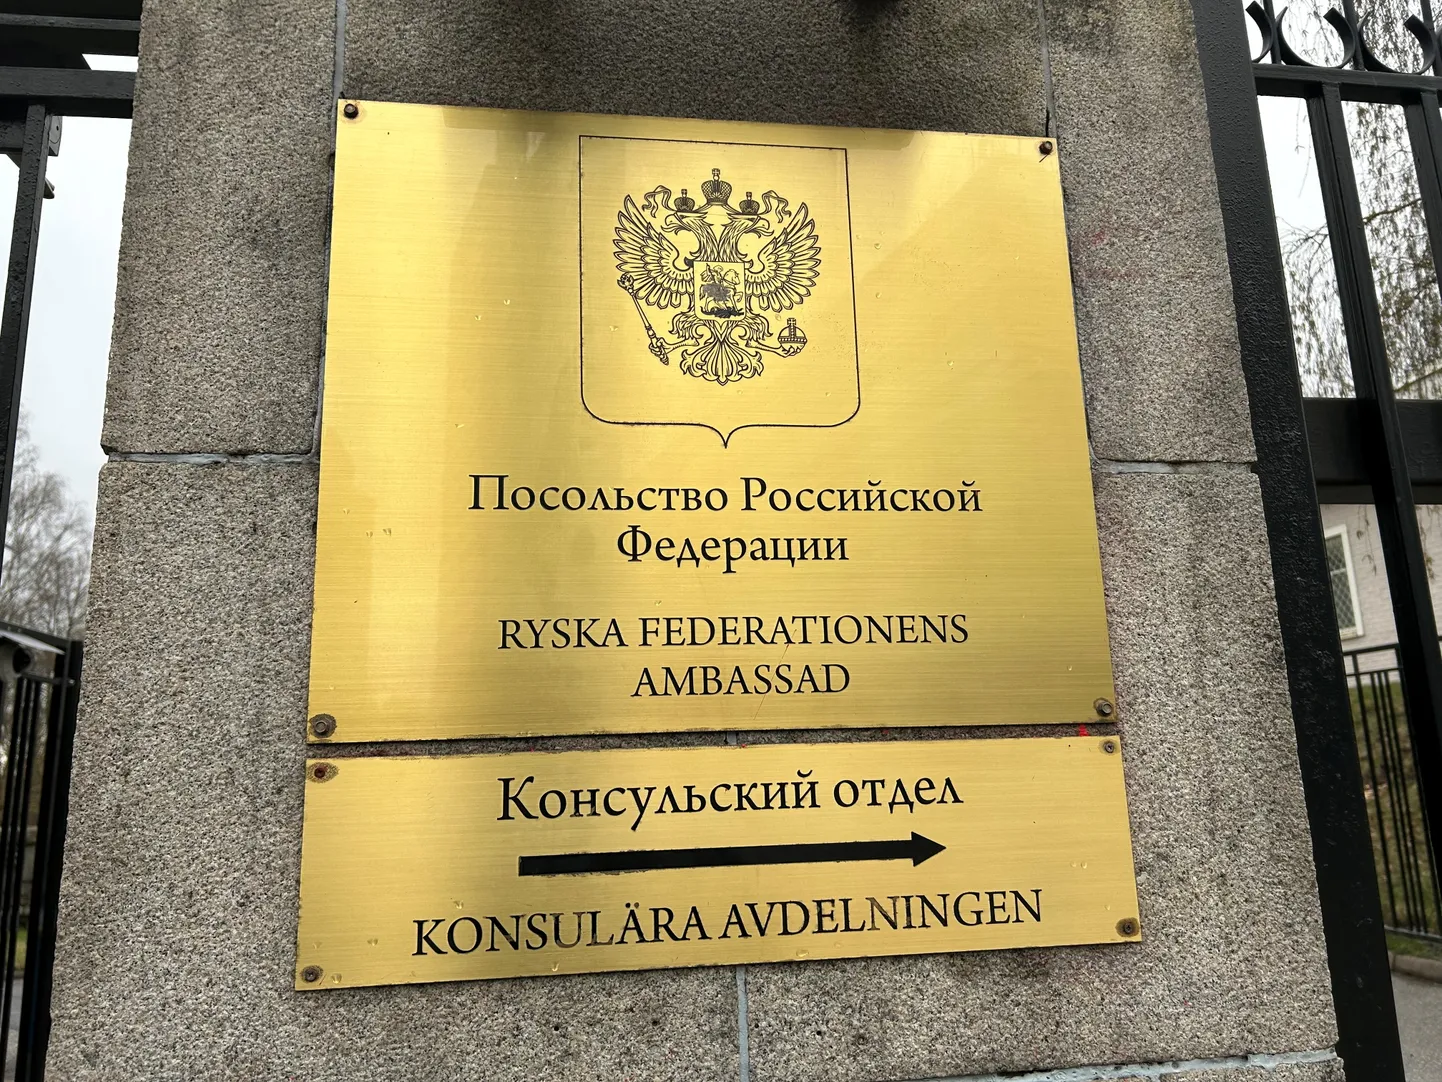 Посольство Российской
Федерации
RYSKA FEDERATIONENS
AMBASSAD
Консульский отдел
KONSULÄRA AVDELNINGEN